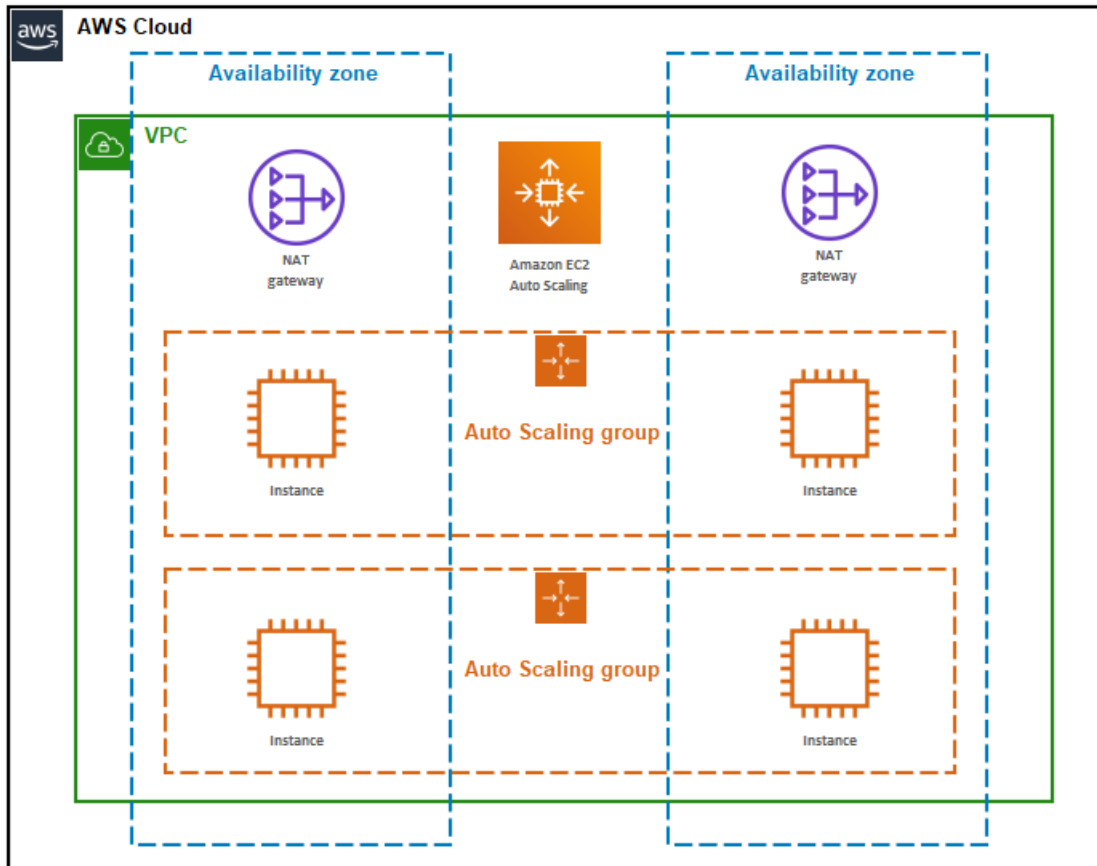 aws
AWS Cloud
Availability zone
Availability zone
VPC
NAT
gateway
Amazon EC2
Auto Scaling
NAT
gateway
Auto Scaling group
Instance
Instance
Auto Scaling group
Instance
Instance